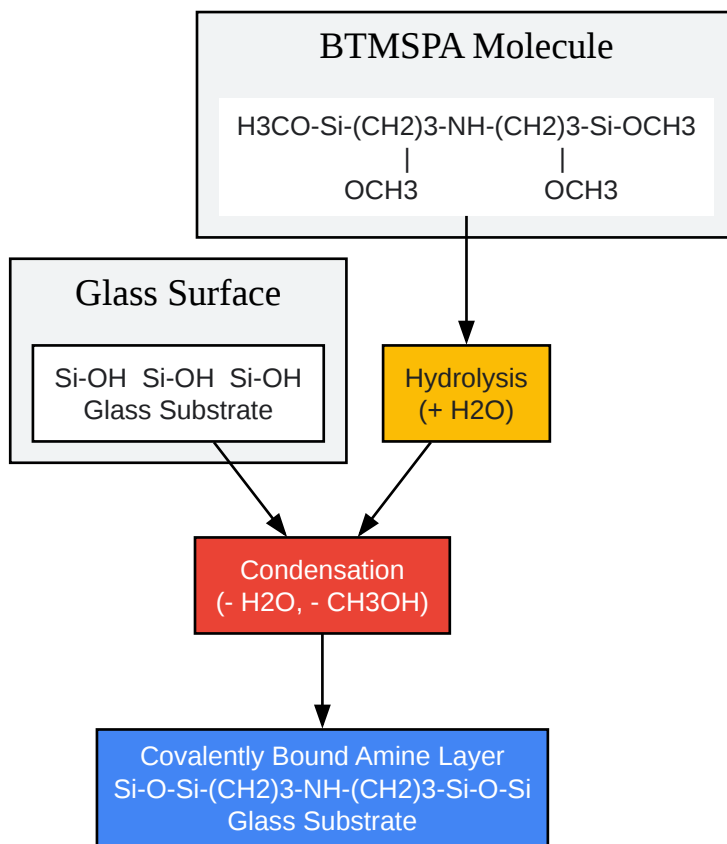 BTMSPA Molecule
H3CO-Si-(CH2)3-NH-(CH2)3-Si-OCH3
| |
OCH3 OCH3
Glass Surface
Si-OH Si-OH Si-OH
Glass Substrate
Hydrolysis
(+ H2O)
Condensation
(- H2O, - CH3OH)
Covalently Bound Amine Layer
Si-O-Si-(CH2)3-NH-(CH2)3-Si-O-Si
Glass Substrate